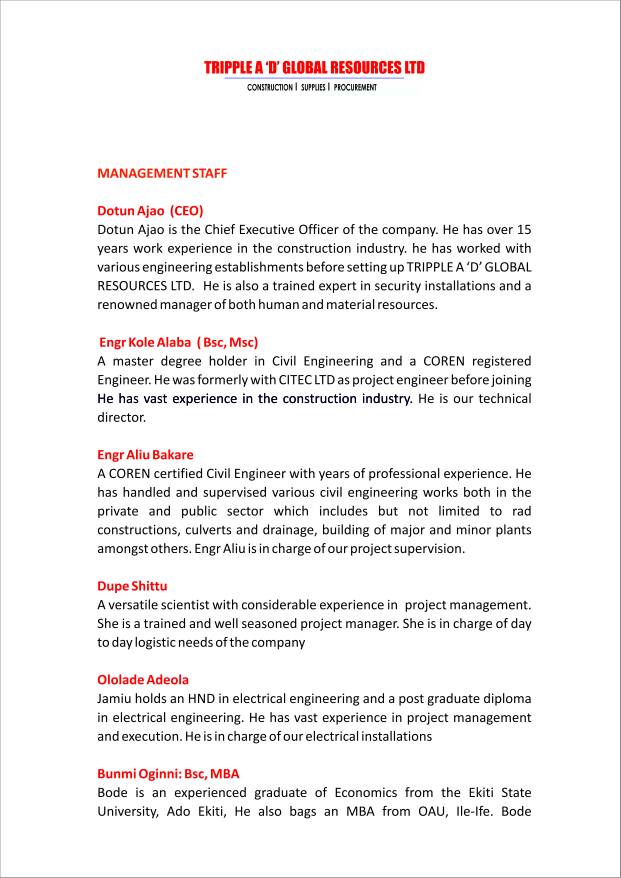 TRIPPLE A ‘D’ GLOBAL RESOURCES LTD
CONSTRUCTION | SUPPLIES | PROCUREMENT
MANAGEMENT STAFF
Dotun Ajao (CEO)
Dotun Ajao is the Chief Executive Officer of the company. He has over 15
years work experience in the construction industry. he has worked with
various engineering establishments before setting up TRIPPLE A ‘D’ GLOBAL
RESOURCES LTD. He is also a trained expert in security installations and a
renowned manager of both human and material resources.
Engr Kole Alaba ( Bsc, Msc)
A master degree holder in Civil Engineering and a COREN registered
Engineer. He was formerly with CITEC LTD as project engineer before joining
He has vast experience in the construction industry. He is our technical
director.
Engr Aliu Bakare
A COREN certified Civil Engineer with years of professional experience. He
has handled and supervised various civil engineering works both in the
private and public sector which includes but not limited to rad
constructions, culverts and drainage, building of major and minor plants
amongst others. Engr Aliu is in charge of our project supervision.
Dupe Shittu
A versatile scientist with considerable experience in project management.
She is a trained and well seasoned project manager. She is in charge of day
to day logistic needs of the company
Ololade Adeola
Jamiu holds an HND in electrical engineering and a post graduate diploma
in electrical engineering. He has vast experience in project management
and execution. He is in charge of our electrical installations
Bunmi Oginni: Bsc, MBA
Bode is an experienced graduate of Economics from the Ekiti State
University, Ado Ekiti, He also bags an MBA from OAU, Ile-Ife. Bode